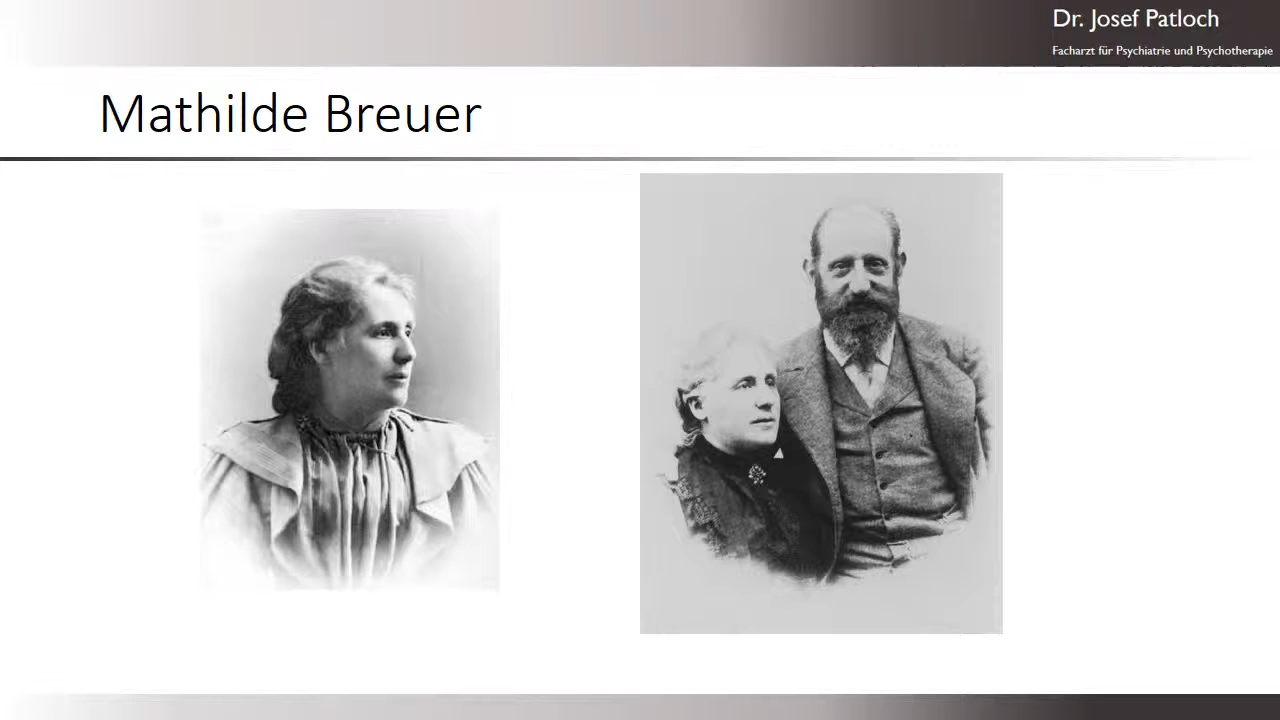 Dr. Josef Patloch
Facharzt für Psychiatrie und Psychotherapie
Mathilde Breuer